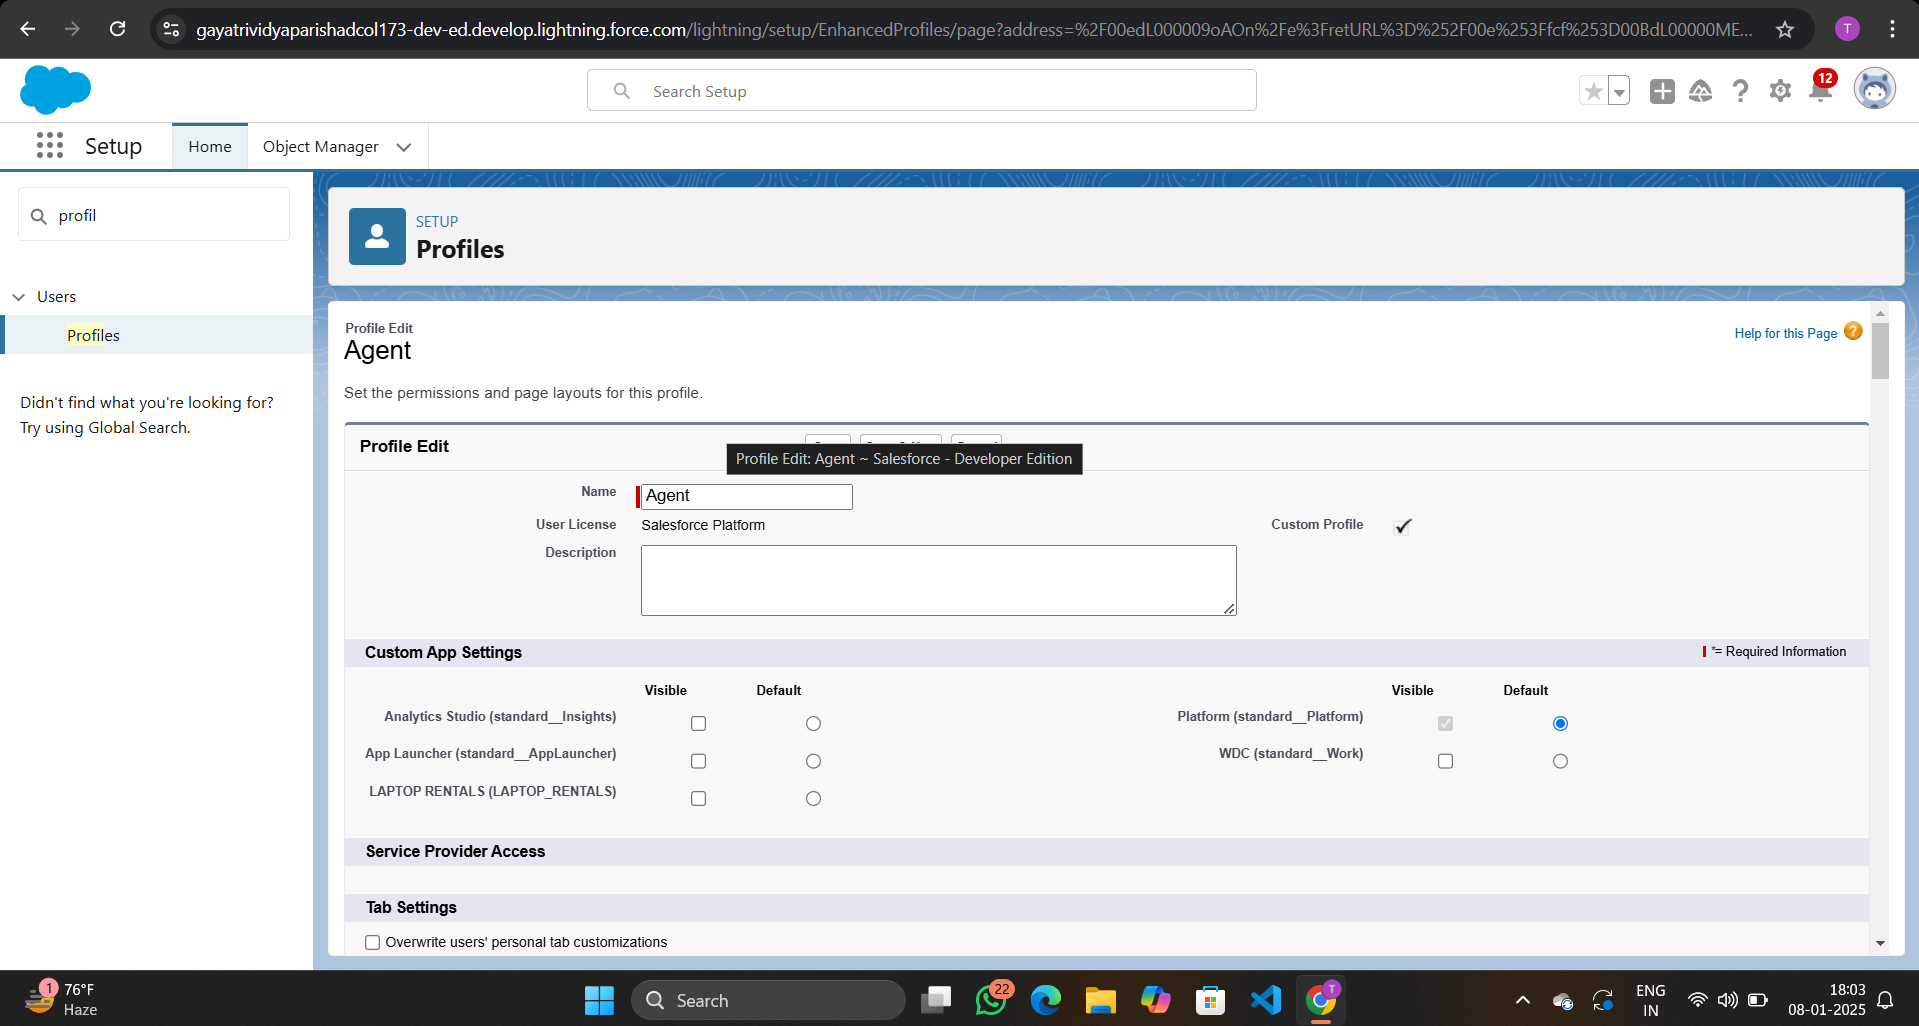 gayatrividyaparishadcol173-dev-ed.develop.lightning.force.com/lightning/setup/EnhancedProfiles/page?address=%2F00edL000009oAOn%2Fe%3FretURL%3D%252F00e%253Ffcf%253D00BdL00000ME...
T
Search Setup
12
Setup
Home
Object Manager
profil
Users
Profiles
Didn't find what you're looking for?
Try using Global Search.
SETUP
Profiles
Profile Edit
Agent
Help for this Page
Set the permissions and page layouts for this profile.
Profile Edit
Profile Edit: Agent ~ Salesforce - Developer Edition
Name
Agent
User License
Salesforce Platform
Custom Profile
Description
Custom App Settings
*= Required Information
Visible Default
Visible Default
Analytics Studio (standard__Insights)
Platform (standard__Platform)
App Launcher (standard__AppLauncher)
WDC (standard__Work)
LAPTOP RENTALS (LAPTOP_RENTALS)
Service Provider Access
Tab Settings
Overwrite users' personal tab customizations
1
76°F
Haze
Search
22
T
ENG
IN
18:03
08-01-2025